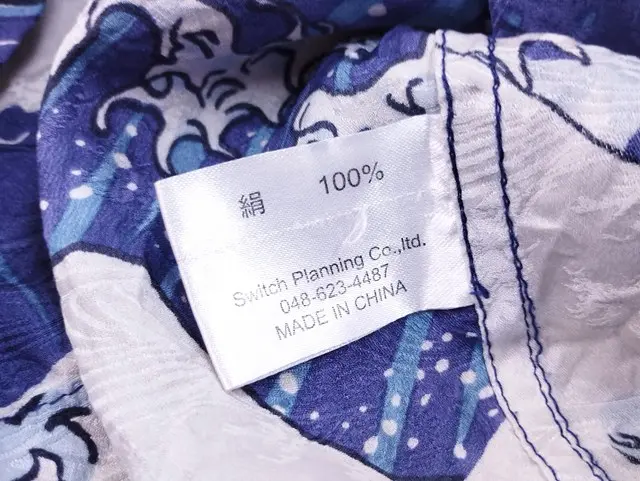 絹 100%
Switch Planning Co.,ltd.
048-623-4487
MADE IN CHINA